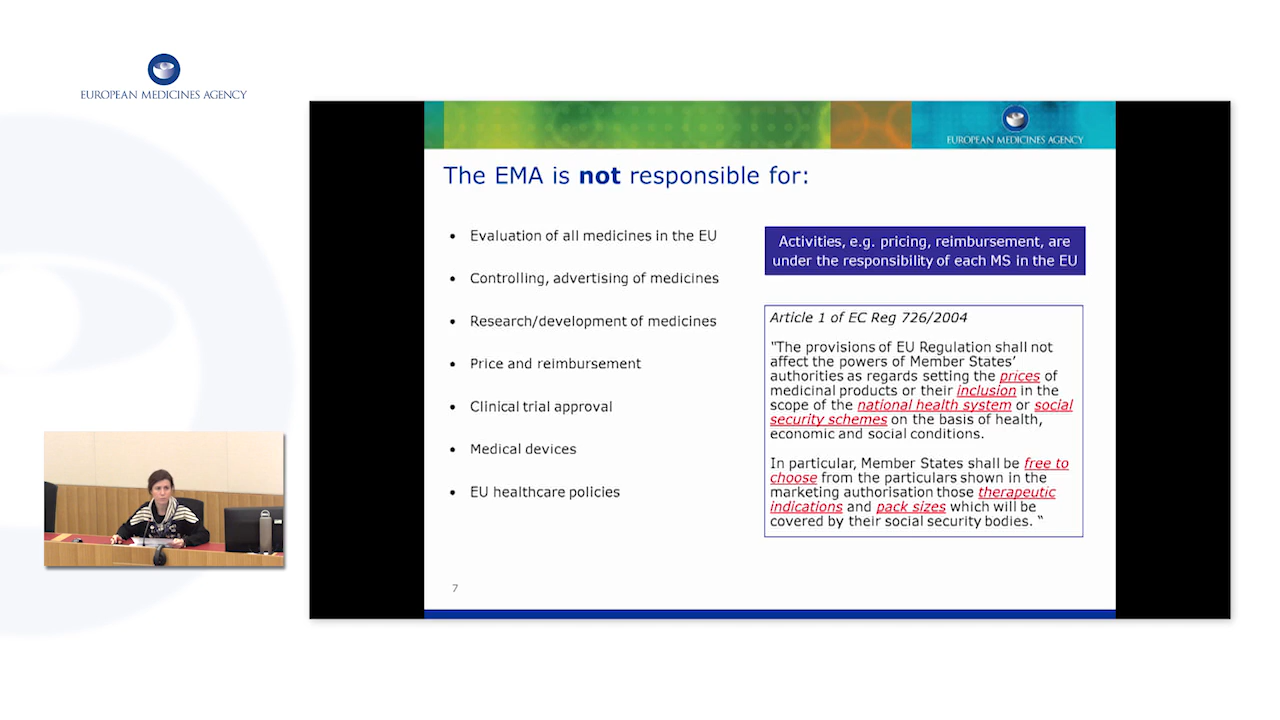 EUROPEAN MEDICINES AGENCY
EUROPEAN MEDICINES AGENCY
The EMA is not responsible for:
• Evaluation of all medicines in the EU
• Controlling, advertising of medicines
• Research/development of medicines
• Price and reimbursement
• Clinical trial approval
• Medical devices
• EU healthcare policies
Activities, e.g. pricing, reimbursement, are
under the responsibility of each MS in the EU
Article 1 of EC Reg 726/2004
"The provisions of EU Regulation shall not
affect the powers of Member States’
authorities as regards setting the prices of
medicinal products or their inclusion in the
scope of the national health system or social
security schemes on the basis of health,
economic and social conditions.
In particular, Member States shall be free to
choose from the particulars shown in the
marketing authorisation those therapeutic
indications and pack sizes which will be
covered by their social security bodies. “
7